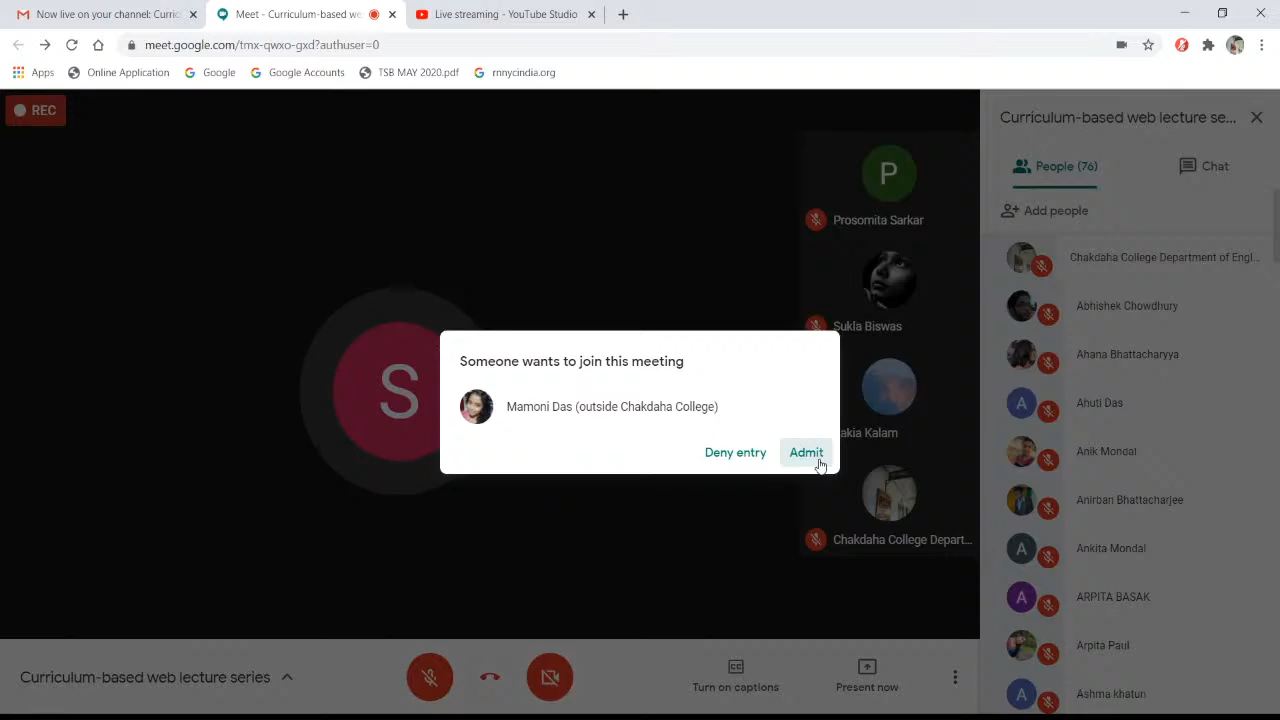 Now live on your channel: Curric
Meet - Curriculum-based we
Live streaming - YouTube Studio
meet.google.com/tmx-qwxo-gxd?authuser=0
Apps
Online Application
Google
Google Accounts
TSB MAY 2020.pdf
rnnycindia.org
REC
P
Prosomita Sarkar
Sukla Biswas
akia Kalam
Chakdaha College Depart...
S
Someone wants to join this meeting
Mamoni Das (outside Chakdaha College)
Deny entry
Admit
Curriculum-based web lecture se...
People (76)
Chat
Add people
Chakdaha College Department of Engl...
Abhishek Chowdhury
Ahana Bhattacharyya
A
Ahuti Das
Anik Mondal
Anirban Bhattacharjee
A
Ankita Mondal
A
ARPITA BASAK
Arpita Paul
A
Ashma khatun
Curriculum-based web lecture series
CC
Turn on captions
Present now